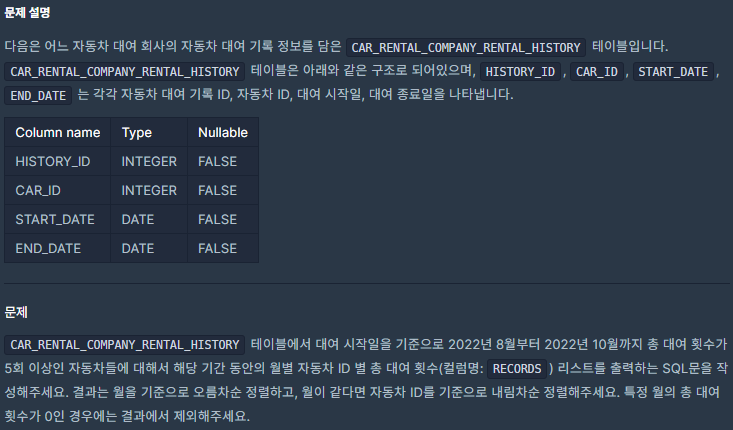 문제 설명
다음은 어느 자동차 대여 회사의 자동차 대여 기록 정보를 담은 CAR_RENTAL_COMPANY_RENTAL_HISTORY 테이블입니다.
CAR_RENTAL_COMPANY_RENTAL_HISTORY 테이블은 아래와 같은 구조로 되어있으며, HISTORY_ID , CAR_ID , START_DATE ,
END_DATE 는 각각 자동차 대여 기록 ID, 자동차 ID, 대여 시작일, 대여 종료일을 나타냅니다.
Column name Type Nullable
HISTORY_ID INTEGER FALSE
CAR_ID INTEGER FALSE
START_DATE DATE FALSE
END_DATE DATE FALSE
문제
CAR_RENTAL_COMPANY_RENTAL_HISTORY 테이블에서 대여 시작일을 기준으로 2022년 8월부터 2022년 10월까지 총 대여 횟수가
5회 이상인 자동차들에 대해서 해당 기간 동안의 월별 자동차 ID 별 총 대여 횟수(컬럼명: RECORDS ) 리스트를 출력하는 SQL문을 작
성해주세요. 결과는 월을 기준으로 오름차순 정렬하고, 월이 같다면 자동차 ID를 기준으로 내림차순 정렬해주세요. 특정 월의 총 대여
횟수가 0인 경우에는 결과에서 제외해주세요.